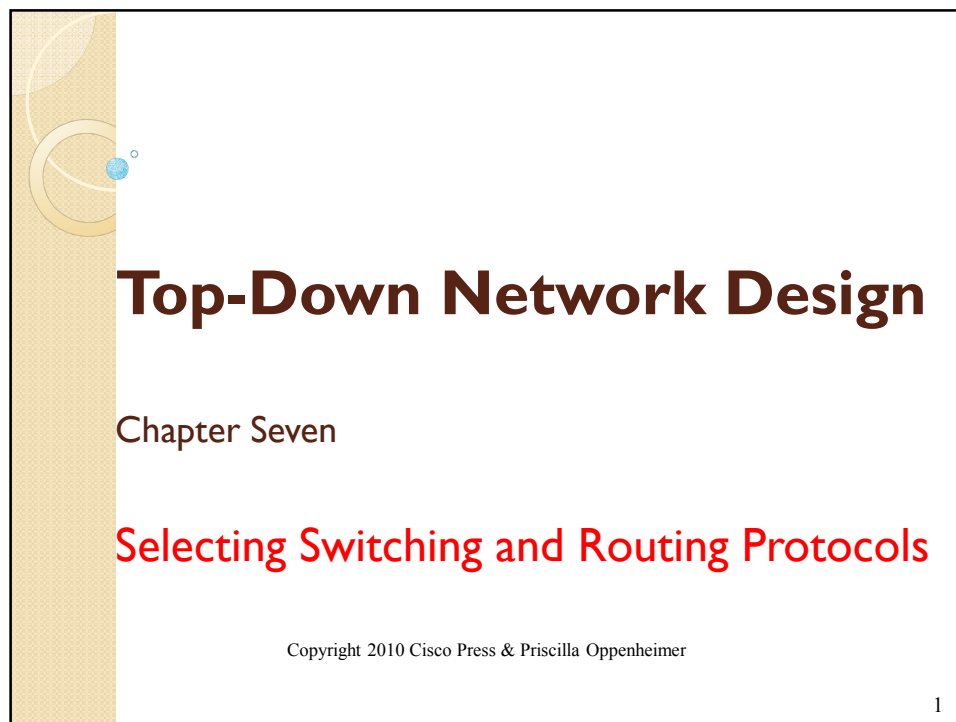 Top-Down Network Design
Chapter Seven
Selecting Switching and Routing Protocols
Copyright 2010 Cisco Press & Priscilla Oppenheimer
1